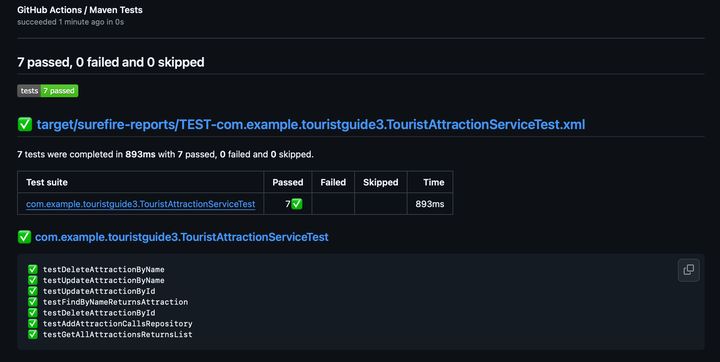 GitHub Actions / Maven Tests
succeeded 1 minute ago in 0s
7 passed, 0 failed and 0 skipped
tests 7 passed
✅ target/surefire-reports/TEST-com.example.touristguide3.TouristAttractionServiceTest.xml
7 tests were completed in 893ms with 7 passed, 0 failed and 0 skipped.
Test suite Passed Failed Skipped Time
com.example.touristguide3.TouristAttractionServiceTest 7✅ 893ms
✅ com.example.touristguide3.TouristAttractionServiceTest
✅ testDeleteAttractionByName
✅ testUpdateAttractionByName
✅ testUpdateAttractionById
✅ testFindByNameReturnsAttraction
✅ testDeleteAttractionById
✅ testAddAttractionCallsRepository
✅ testGetAllAttractionsReturnsList